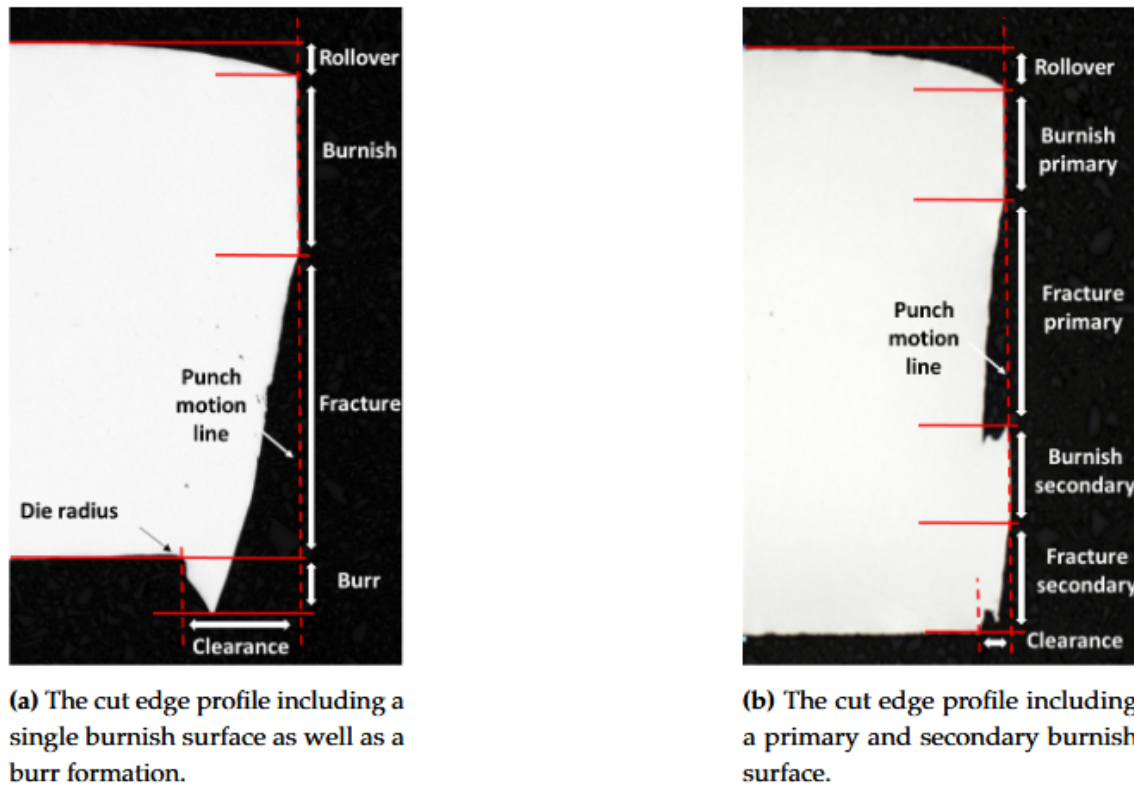 Rollover
Burnish
Punch
motion
line
Fracture
Die radius
Burr
Clearance
(a) The cut edge profile including a
single burnish surface as well as a
burr formation.
Rollover
Burnish
primary
Fracture
primary
Punch
motion
line
Burnish
secondary
Fracture
secondary
Clearance
(b) The cut edge profile including
a primary and secondary burnish
surface.